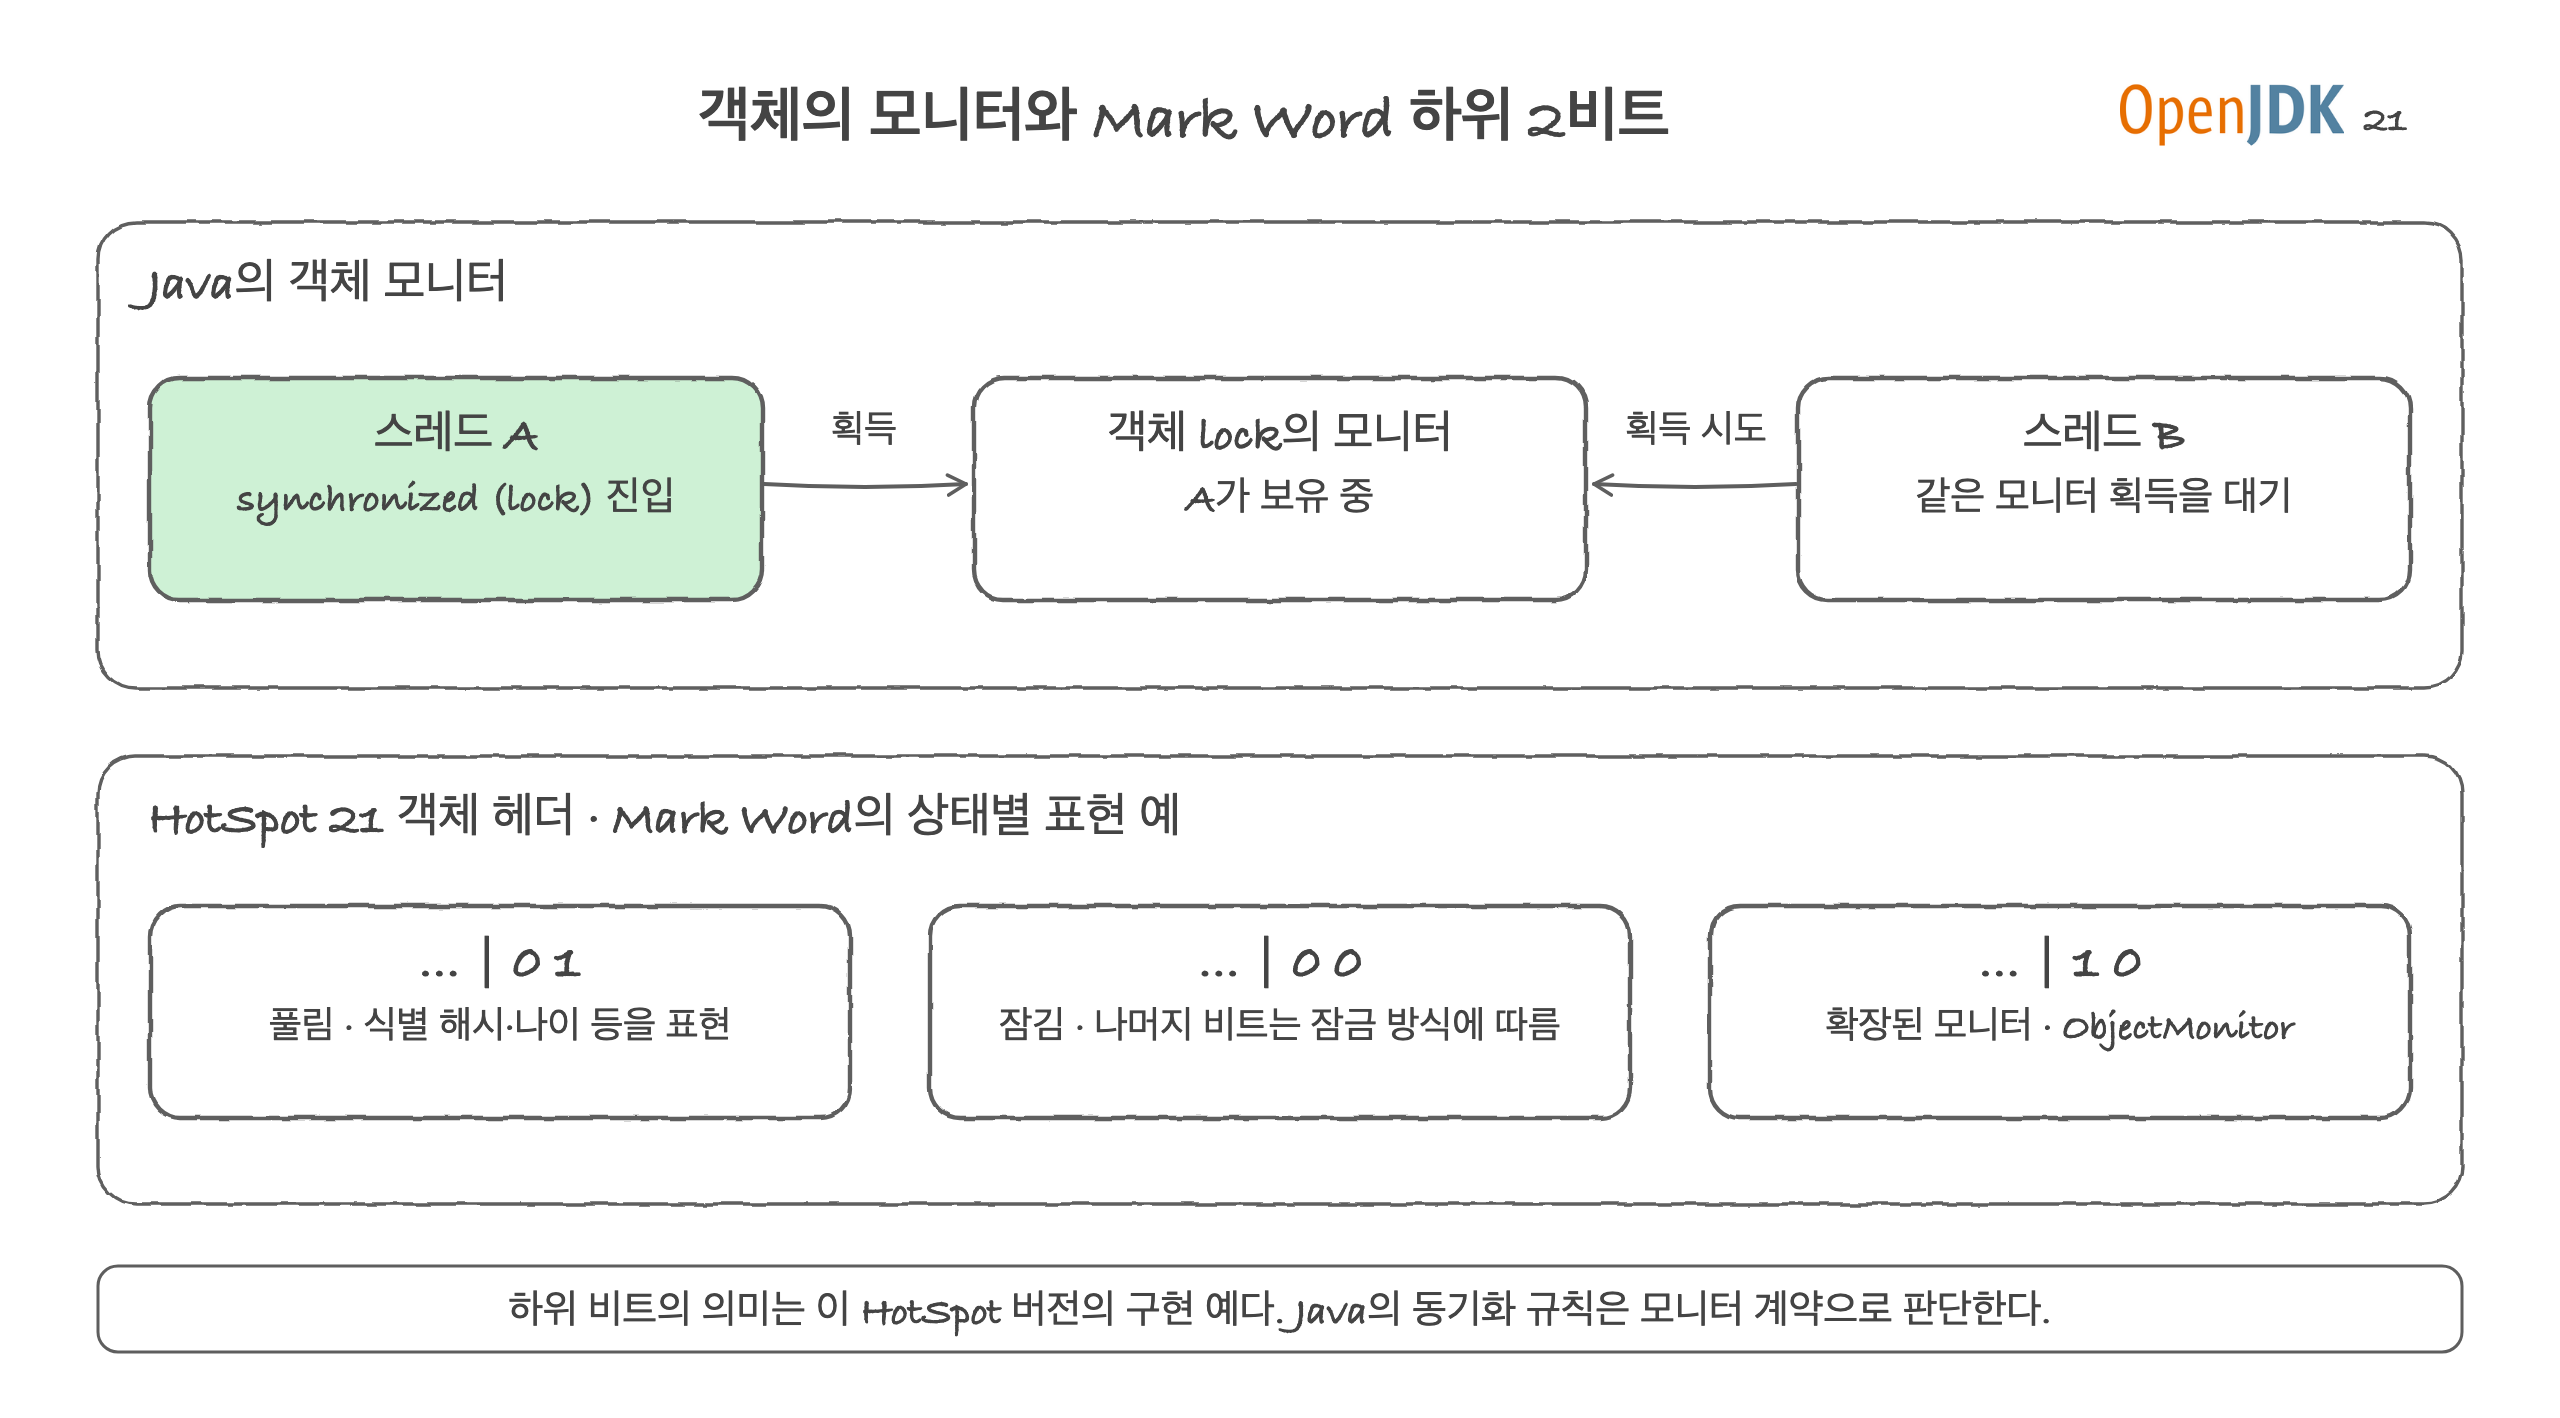 객체의 모니터와 Mark Word 하위 2비트
OpenJDK 21
Java의 객체 모니터
스레드 A
synchronized (lock) 진입
획득
객체 lock의 모니터
A가 보유 중
획득 시도
스레드 B
같은 모니터 획득을 대기
HotSpot 21 객체 헤더 · Mark Word의 상태별 표현 예
... | 0 1
풀림 · 식별 해시·나이 등을 표현
... | 0 0
잠김 · 나머지 비트는 잠금 방식에 따름
... | 1 0
확장된 모니터 · ObjectMonitor
하위 비트의 의미는 이 HotSpot 버전의 구현 예다. Java의 동기화 규칙은 모니터 계약으로 판단한다.